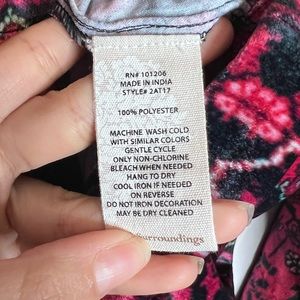 RN# 101206
MADE IN INDIA
STYLE# 2AT17
100% POLYESTER
MACHINE WASH COLD
WITH SIMILAR COLORS
GENTLE CYCLE
ONLY NON-CHLORINE
BLEACH WHEN NEEDED
HANG TO DRY
COOL IRON IF NEEDED
ON REVERSE
DO NOT IRON DECORATION
MAY BE DRY CLEANED
urroundings